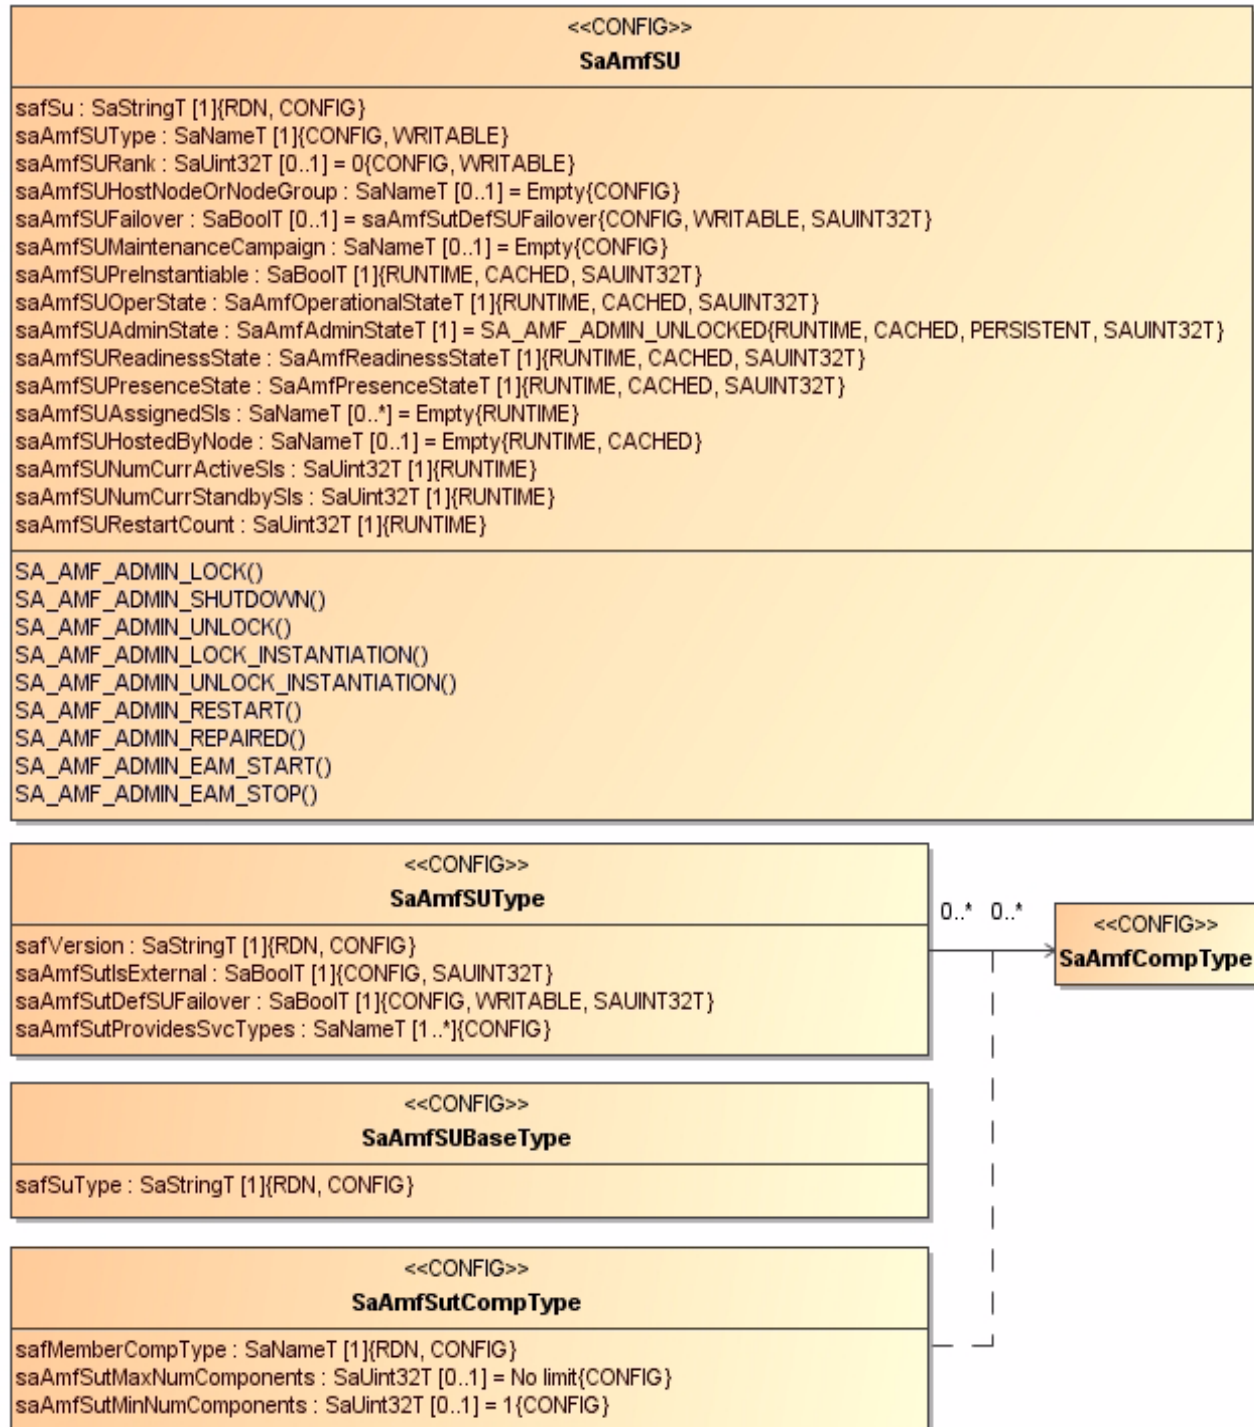 <<CONFIG>>
SaAmfSU
safSu : SaStringT [1]{RDN, CONFIG}
saAmfSUType : SaNameT [1]{CONFIG, WRITABLE}
saAmfSURank : SaUint32T [0..1] = 0{CONFIG, WRITABLE}
saAmfSUHostNodeOrNodeGroup : SaNameT [0..1] = Empty{CONFIG}
saAmfSUFailover : SaBoolT [0..1] = saAmfSutDefSUFailover{CONFIG, WRITABLE, SAUINT32T}
saAmfSUMaintenanceCampaign : SaNameT [0..1] = Empty{CONFIG}
saAmfSUPreInstantiable : SaBoolT [1]{RUNTIME, CACHED, SAUINT32T}
saAmfSUOperState : SaAmfOperationalStateT [1]{RUNTIME, CACHED, SAUINT32T}
saAmfSUAdminState : SaAmfAdminStateT [1] = SA_AMF_ADMIN_UNLOCKED{RUNTIME, CACHED, PERSISTENT, SAUINT32T}
saAmfSUReadinessState : SaAmfReadinessStateT [1]{RUNTIME, CACHED, SAUINT32T}
saAmfSUPresenceState : SaAmfPresenceStateT [1]{RUNTIME, CACHED, SAUINT32T}
saAmfSUAssignedSIs : SaNameT [0..*] = Empty{RUNTIME}
saAmfSUHostedByNode : SaNameT [0..1] = Empty{RUNTIME, CACHED}
saAmfSUNumCurrActiveSIs : SaUint32T [1]{RUNTIME}
saAmfSUNumCurrStandbySIs : SaUint32T [1]{RUNTIME}
saAmfSURestartCount : SaUint32T [1]{RUNTIME}
SA_AMF_ADMIN_LOCK()
SA_AMF_ADMIN_SHUTDOWN()
SA_AMF_ADMIN_UNLOCK()
SA_AMF_ADMIN_LOCK_INSTANTIATION()
SA_AMF_ADMIN_UNLOCK_INSTANTIATION()
SA_AMF_ADMIN_RESTART()
SA_AMF_ADMIN_REPAIRED()
SA_AMF_ADMIN_EAM_START()
SA_AMF_ADMIN_EAM_STOP()
<<CONFIG>>
SaAmfSUType
safVersion : SaStringT [1]{RDN, CONFIG}
saAmfSutIsExternal : SaBoolT [1]{CONFIG, SAUINT32T}
saAmfSutDefSUFailover : SaBoolT [1]{CONFIG, WRITABLE, SAUINT32T}
saAmfSutProvidesSvcTypes : SaNameT [1..*]{CONFIG}
0..* 0..*
<<CONFIG>>
SaAmfCompType
<<CONFIG>>
SaAmfSUBaseType
safSuType : SaStringT [1]{RDN, CONFIG}
<<CONFIG>>
SaAmfSutCompType
safMemberCompType : SaNameT [1]{RDN, CONFIG}
saAmfSutMaxNumComponents : SaUint32T [0..1] = No limit{CONFIG}
saAmfSutMinNumComponents : SaUint32T [0..1] = 1{CONFIG}